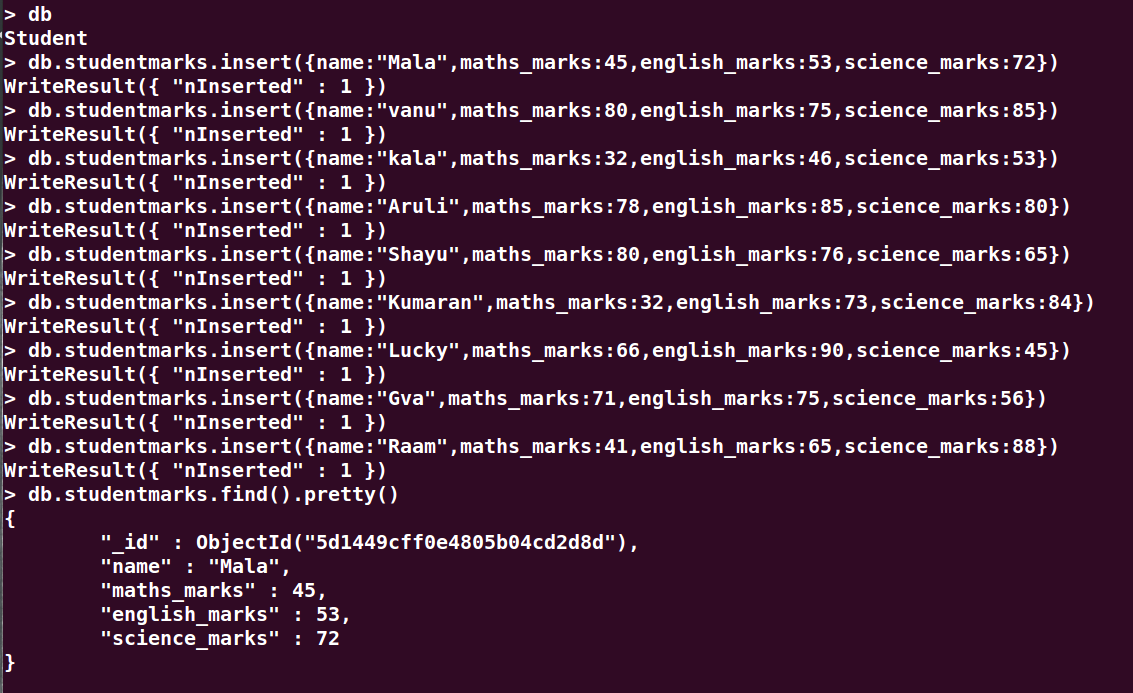 > db
Student
> db.studentmarks.insert({name:"Mala",maths_marks:45,english_marks:53,science_marks:72})
WriteResult({ "nInserted" : 1 })
> db.studentmarks.insert({name:"vanu",maths_marks:80,english_marks:75,science_marks:85})
WriteResult({ "nInserted" : 1 })
> db.studentmarks.insert({name:"kala",maths_marks:32,english_marks:46,science_marks:53})
WriteResult({ "nInserted" : 1 })
> db.studentmarks.insert({name:"Aruli",maths_marks:78,english_marks:85,science_marks:80})
WriteResult({ "nInserted" : 1 })
> db.studentmarks.insert({name:"Shayu",maths_marks:80,english_marks:76,science_marks:65})
WriteResult({ "nInserted" : 1 })
> db.studentmarks.insert({name:"Kumaran",maths_marks:32,english_marks:73,science_marks:84})
WriteResult({ "nInserted" : 1 })
> db.studentmarks.insert({name:"Lucky",maths_marks:66,english_marks:90,science_marks:45})
WriteResult({ "nInserted" : 1 })
> db.studentmarks.insert({name:"Gva",maths_marks:71,english_marks:75,science_marks:56})
WriteResult({ "nInserted" : 1 })
> db.studentmarks.insert({name:"Raam",maths_marks:41,english_marks:65,science_marks:88})
WriteResult({ "nInserted" : 1 })
> db.studentmarks.find().pretty()
{
        "_id" : ObjectId("5d1449cff0e4805b04cd2d8d"),
        "name" : "Mala",
        "maths_marks" : 45,
        "english_marks" : 53,
        "science_marks" : 72
}